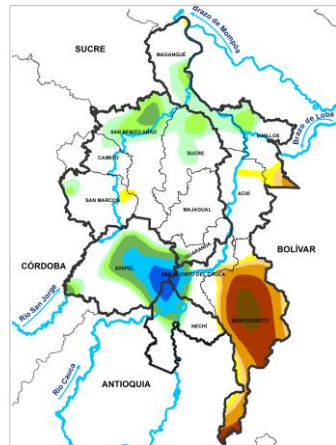 SUCRE
Brazo de Mompós
MAGANGUÉ
Brazo de Loba
SAN BENITO ABAD
CAIMITO
SUCRE
SAN MARCOS
ACHÍ
MAJAGUAL
GUARANDA
BOLÍVAR
CÓRDOBA
AYAPEL
SAN JACINTO DEL CAUCA
Río San Jorge
NECHÍ
MONTECRISTO
Río Cauca
ANTIOQUIA